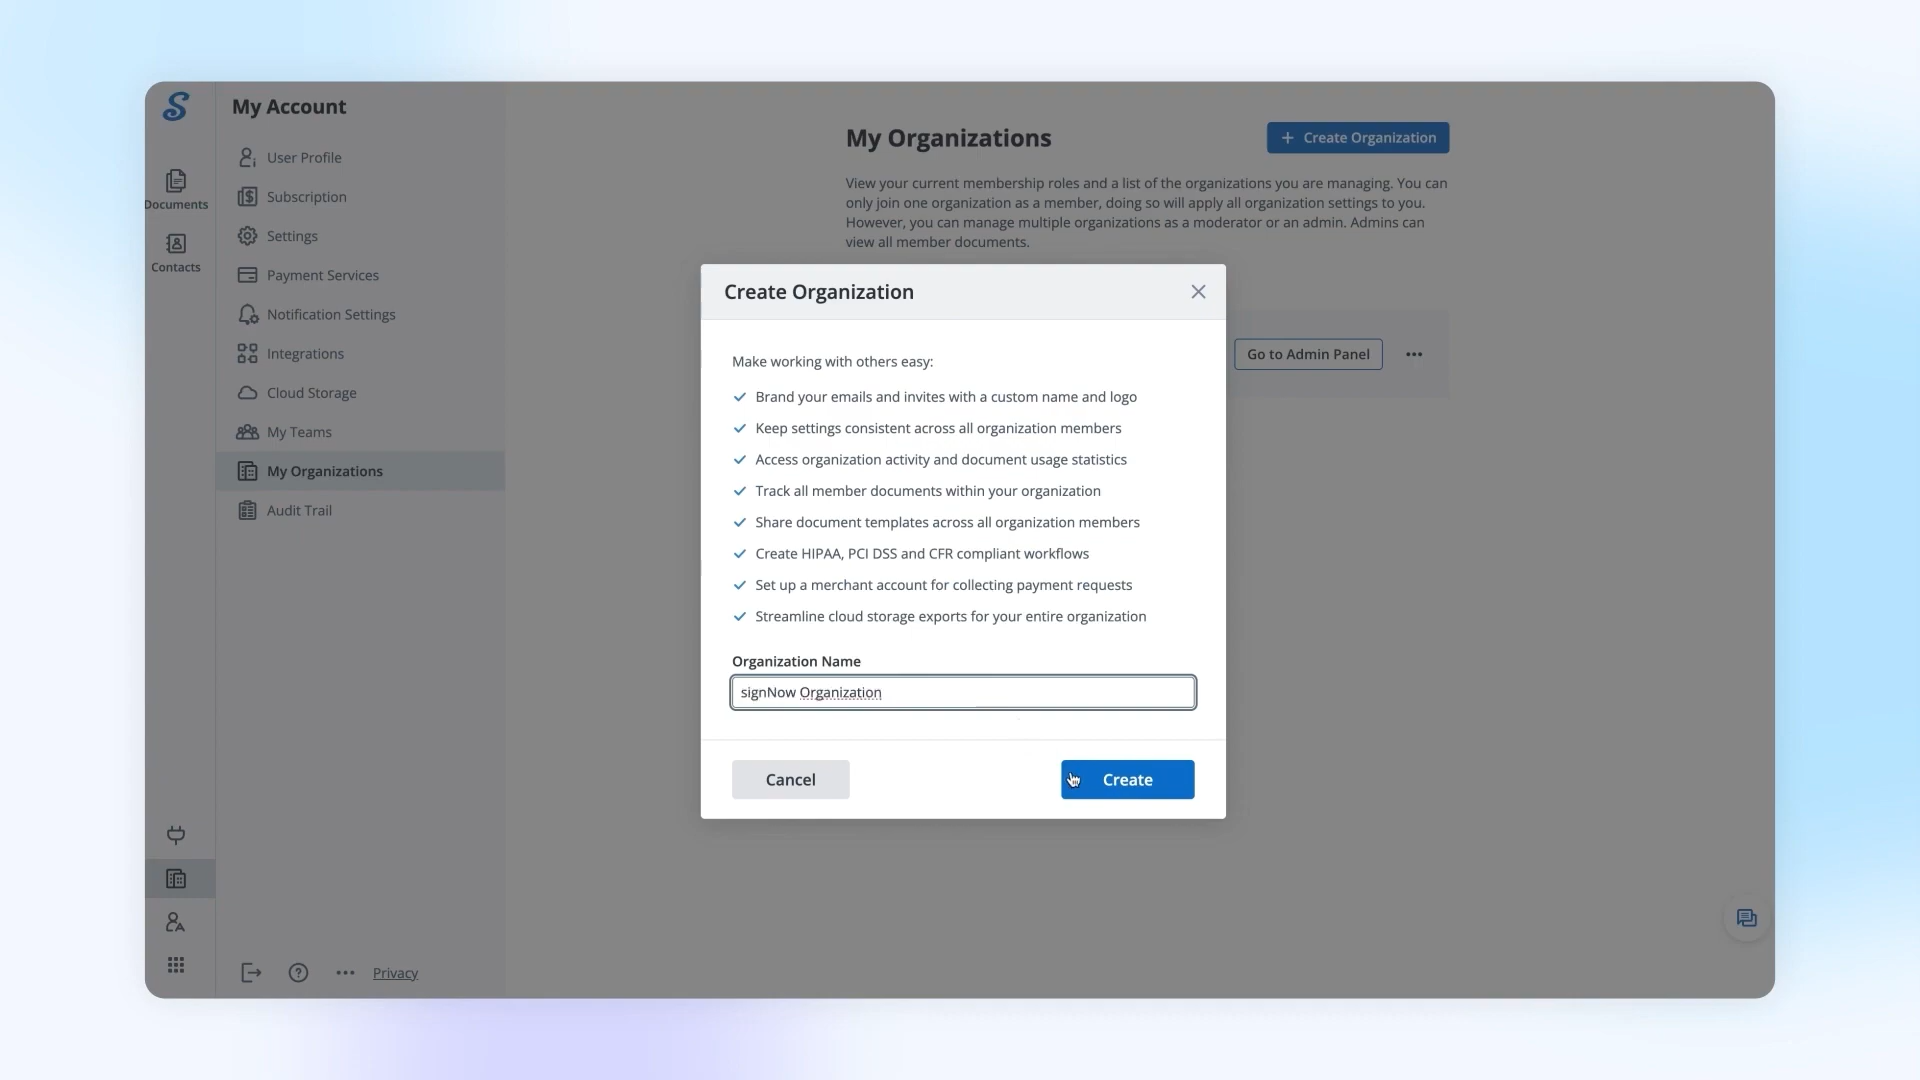 My Account
Documents
Contacts
User Profile
Subscription
Settings
Payment Services
Notification Settings
Integrations
Cloud Storage
My Teams
My Organizations
Audit Trail
Privacy
My Organizations
+ Create Organization
View your current membership roles and a list of the organizations you are managing. You can
only join one organization as a member, doing so will apply all organization settings to you.
However, you can manage multiple organizations as a moderator or an admin. Admins can
view all member documents.
Go to Admin Panel
Create Organization
Make working with others easy:
Brand your emails and invites with a custom name and logo
Keep settings consistent across all organization members
Access organization activity and document usage statistics
Track all member documents within your organization
Share document templates across all organization members
Create HIPAA, PCI DSS and CFR compliant workflows
Set up a merchant account for collecting payment requests
Streamline cloud storage exports for your entire organization
Organization Name
signNow Organization
Cancel
Create